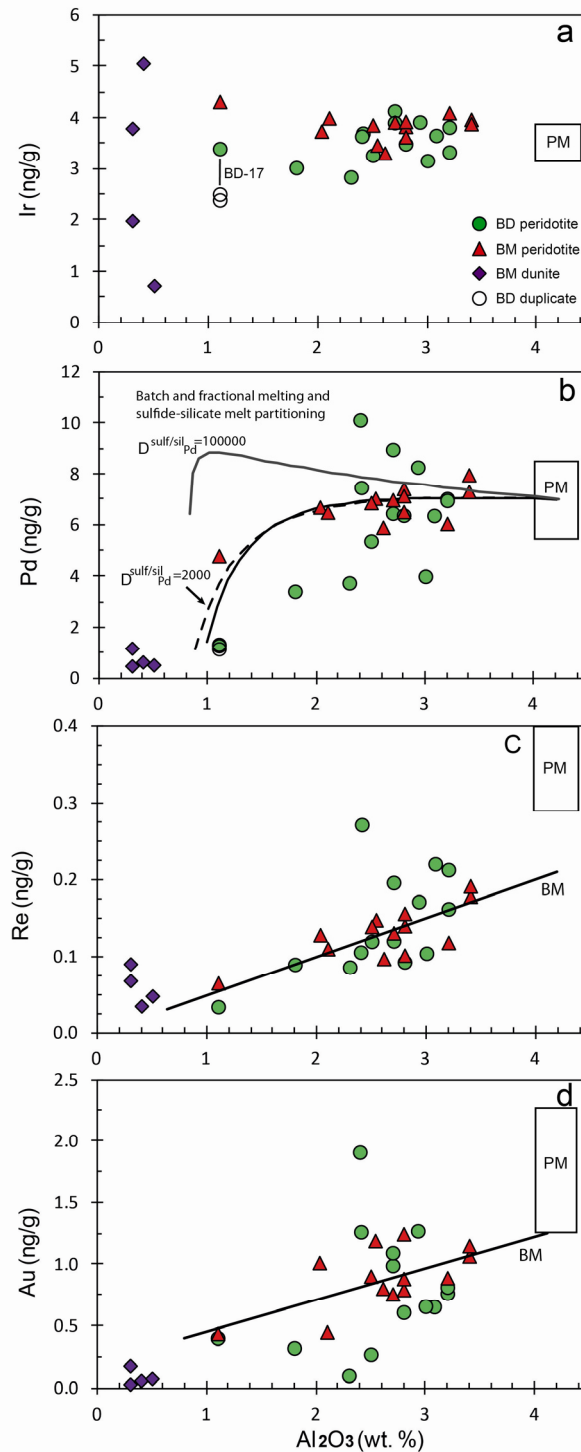 a
6
5
4
3
2
1
0
Ir (ng/g)
PM
BD-17
BD peridotite
BM peridotite
BM dunite
BD duplicate
0 1 2 3 4
b
12
10
8
6
4
2
0
Pd (ng/g)
Batch and fractional melting and
sulfide-silicate melt partitioning
D sulf/sil Pd=100000
PM
D sulf/sil Pd=2000
0 1 2 3 4
c
0.4
0.3
0.2
0.1
0.0
Re (ng/g)
PM
BM
0 1 2 3 4
d
2.5
2.0
1.5
1.0
0.5
0.0
Au (ng/g)
PM
BM
0 1 2 3 4
Al2O3 (wt. %)